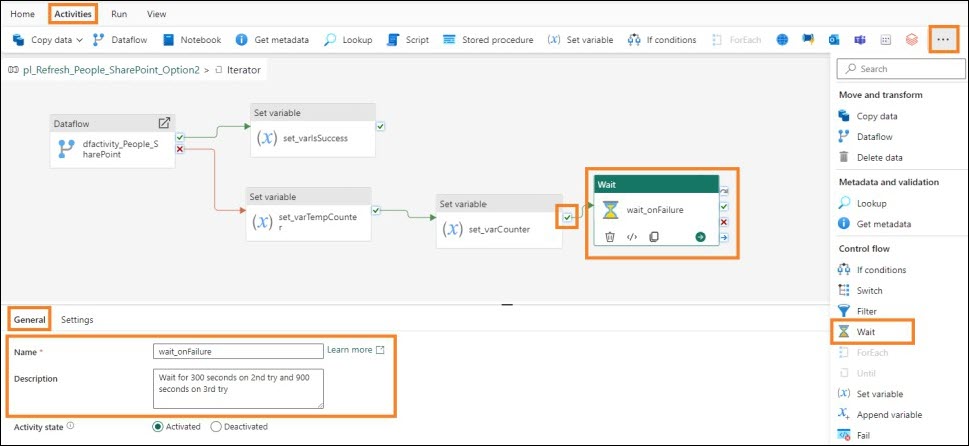 Home Activities Run View
Copy data Dataflow Notebook Get metadata Lookup Script Stored procedure (x) Set variable If conditions ForEach ...
pl_Refresh_People_SharePoint_Option2 > Iterator
Search
Move and transform
Copy data
Dataflow
Delete data
Metadata and validation
Lookup
Get metadata
Control flow
If conditions
Switch
Filter
Wait
ForEach
Until
(x) Set variable
Append variable
Fail
Dataflow
dfactivity_People_S
harePoint
Set variable
(x) set_varIsSuccess
Set variable
(x) set_varTempCounte
r
Set variable
(x) set_varCounter
Wait
wait_onFailure
General Settings
Name * wait_onFailure Learn more
Description Wait for 300 seconds on 2nd try and 900
seconds on 3rd try
Activity state Activated Deactivated